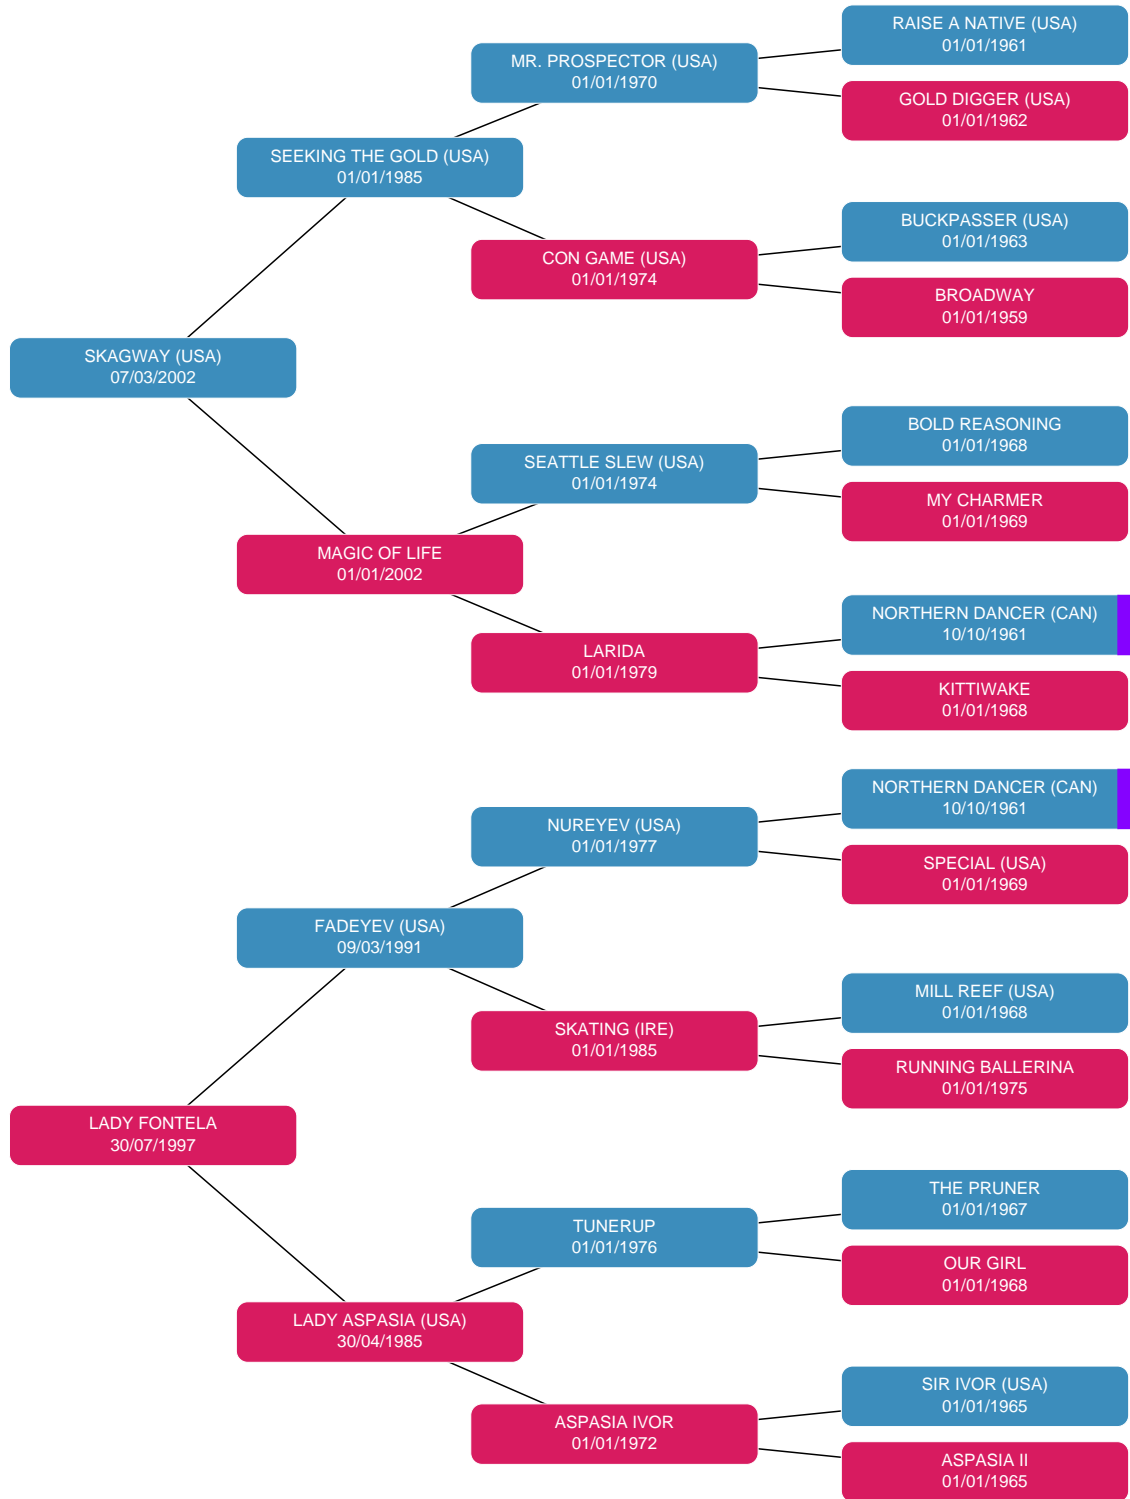 RAISE A NATIVE (USA)
01/01/1961
MR. PROSPECTOR (USA)
01/01/1970
GOLD DIGGER (USA)
01/01/1962
SEEKING THE GOLD (USA)
01/01/1985
BUCKPASSER (USA)
01/01/1963
CON GAME (USA)
01/01/1974
BROADWAY
01/01/1959
SKAGWAY (USA)
07/03/2002
BOLD REASONING
01/01/1968
SEATTLE SLEW (USA)
01/01/1974
MY CHARMER
01/01/1969
MAGIC OF LIFE
01/01/2002
NORTHERN DANCER (CAN)
10/10/1961
LARIDA
01/01/1979
KITTIWAKE
01/01/1968
NORTHERN DANCER (CAN)
10/10/1961
NUREYEV (USA)
01/01/1977
SPECIAL (USA)
01/01/1969
FADEYEV (USA)
09/03/1991
MILL REEF (USA)
01/01/1968
SKATING (IRE)
01/01/1985
RUNNING BALLERINA
01/01/1975
LADY FONTELA
30/07/1997
THE PRUNER
01/01/1967
TUNERUP
01/01/1976
OUR GIRL
01/01/1968
LADY ASPASIA (USA)
30/04/1985
SIR IVOR (USA)
01/01/1965
ASPASIA IVOR
01/01/1972
ASPASIA II
01/01/1965